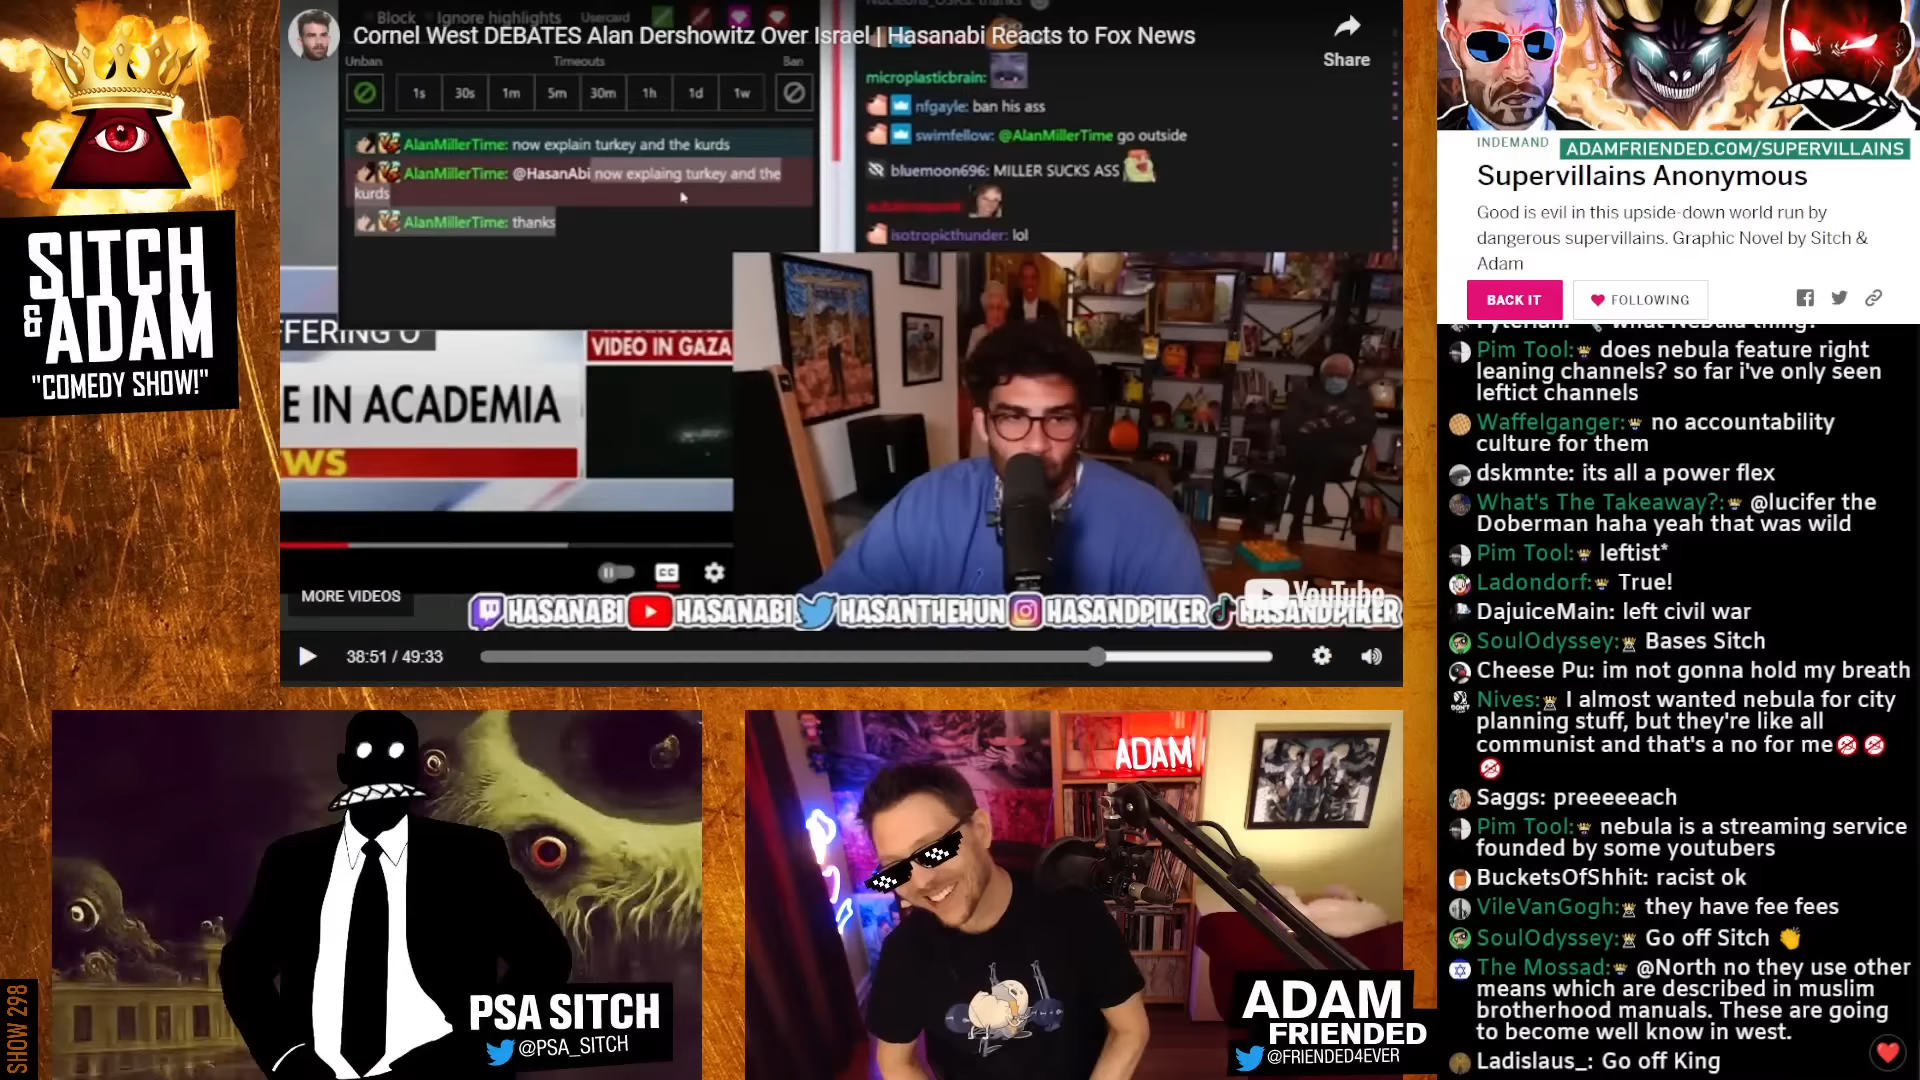 SITCH
& ADAM
"COMEDY SHOW!"
SHOW 298
Block
Ignore highlights
Usercard
Cornel West DEBATES Alan Dershowitz Over Israel | Hasanabi Reacts to Fox News
Share
Unban
Timeouts
Ban
1s
30s
1m
5m
30m
1h
1d
1w
AlanMillerTime: now explain turkey and the kurds
AlanMillerTime: @HasanAbi now explaing turkey and the
kurds
AlanMillerTime: thanks
microplasticbrain:
nfgayle: ban his ass
swimfellow: @AlanMillerTime go outside
bluemoon696: MILLER SUCKS ASS
isotropicthunder: lol
FFERING O
VIDEO IN GAZA
E IN ACADEMIA
WS
CC
MORE VIDEOS
YouTube
HASANABI
HASANABI
HASANTHEHUN
HASANDPIKER
HASANDPIKER
38:51 / 49:33
PSA SITCH
@PSA_SITCH
ADAM
ADAM
FRIENDED
@FRIENDED4EVER
INDEMAND
ADAMFRIENDED.COM/SUPERVILLAINS
Supervillains Anonymous
Good is evil in this upside-down world run by
dangerous supervillains. Graphic Novel by Sitch &
Adam
BACK IT
FOLLOWING
what Nebula thing?
Pim Tool: does nebula feature right
leaning channels? so far i've only seen
leftict channels
Waffelganger: no accountability
culture for them
dskmnte: its all a power flex
What's The Takeaway?: @lucifer the
Doberman haha yeah that was wild
Pim Tool: leftist*
Ladondorf: True!
DajuiceMain: left civil war
SoulOdyssey: Bases Sitch
Cheese Pu: im not gonna hold my breath
Nives: I almost wanted nebula for city
planning stuff, but they're like all
communist and that's a no for me
Saggs: preeeeeach
Pim Tool: nebula is a streaming service
founded by some youtubers
BucketsOfShhit: racist ok
VileVanGogh: they have fee fees
SoulOdyssey: Go off Sitch 👏
The Mossad: @North no they use other
means which are described in muslim
brotherhood manuals. These are going
to become well know in west.
Ladislaus_: Go off King